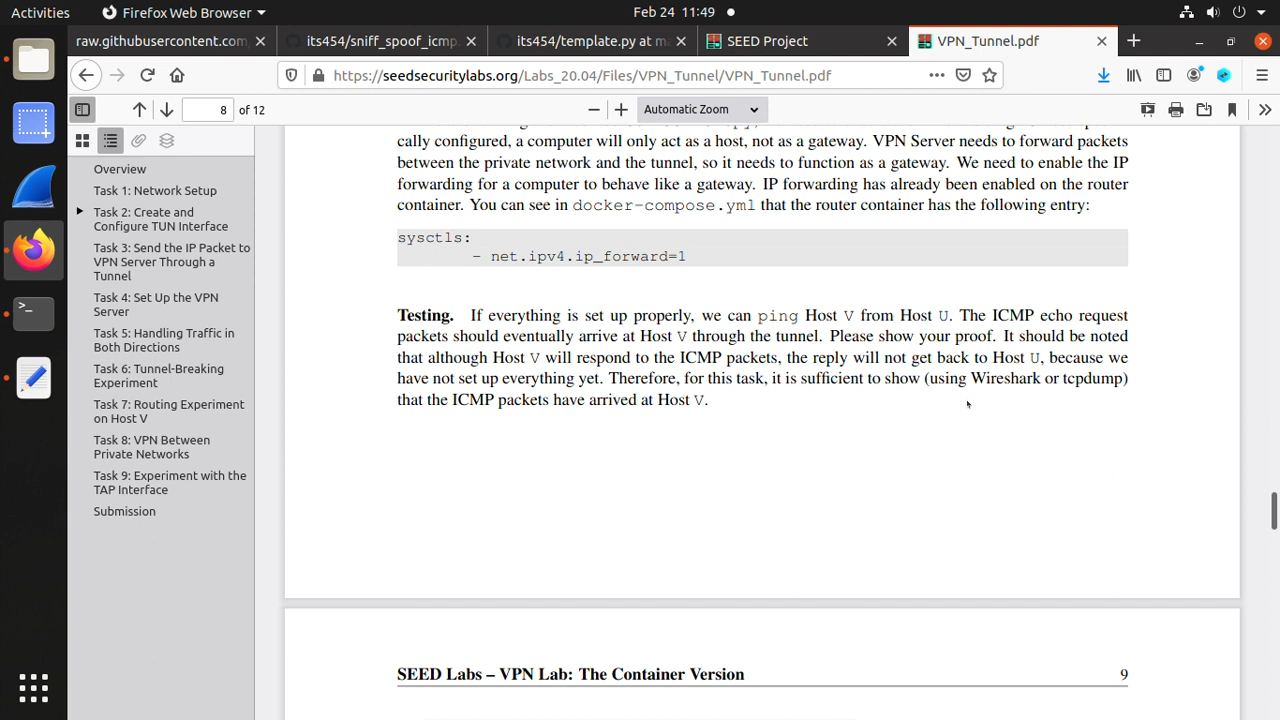 Activities
Firefox Web Browser
Feb 24 11:49
raw.githubusercontent.com
its454/sniff_spoof_icmp
its454/template.py at ma
SEED Project
VPN_Tunnel.pdf
https://seedsecuritylabs.org/Labs_20.04/Files/VPN_Tunnel/VPN_Tunnel.pdf
8 of 12
Automatic Zoom
Overview
Task 1: Network Setup
Task 2: Create and
Configure TUN Interface
Task 3: Send the IP Packet to
VPN Server Through a
Tunnel
Task 4: Set Up the VPN
Server
Task 5: Handling Traffic in
Both Directions
Task 6: Tunnel-Breaking
Experiment
Task 7: Routing Experiment
on Host V
Task 8: VPN Between
Private Networks
Task 9: Experiment with the
TAP Interface
Submission
cally configured, a computer will only act as a host, not as a gateway. VPN Server needs to forward packets
between the private network and the tunnel, so it needs to function as a gateway. We need to enable the IP
forwarding for a computer to behave like a gateway. IP forwarding has already been enabled on the router
container. You can see in docker-compose.yml that the router container has the following entry:
sysctls:
- net.ipv4.ip_forward=1
Testing. If everything is set up properly, we can ping Host V from Host U. The ICMP echo request
packets should eventually arrive at Host V through the tunnel. Please show your proof. It should be noted
that although Host V will respond to the ICMP packets, the reply will not get back to Host U, because we
have not set up everything yet. Therefore, for this task, it is sufficient to show (using Wireshark or tcpdump)
that the ICMP packets have arrived at Host V.
SEED Labs – VPN Lab: The Container Version 9